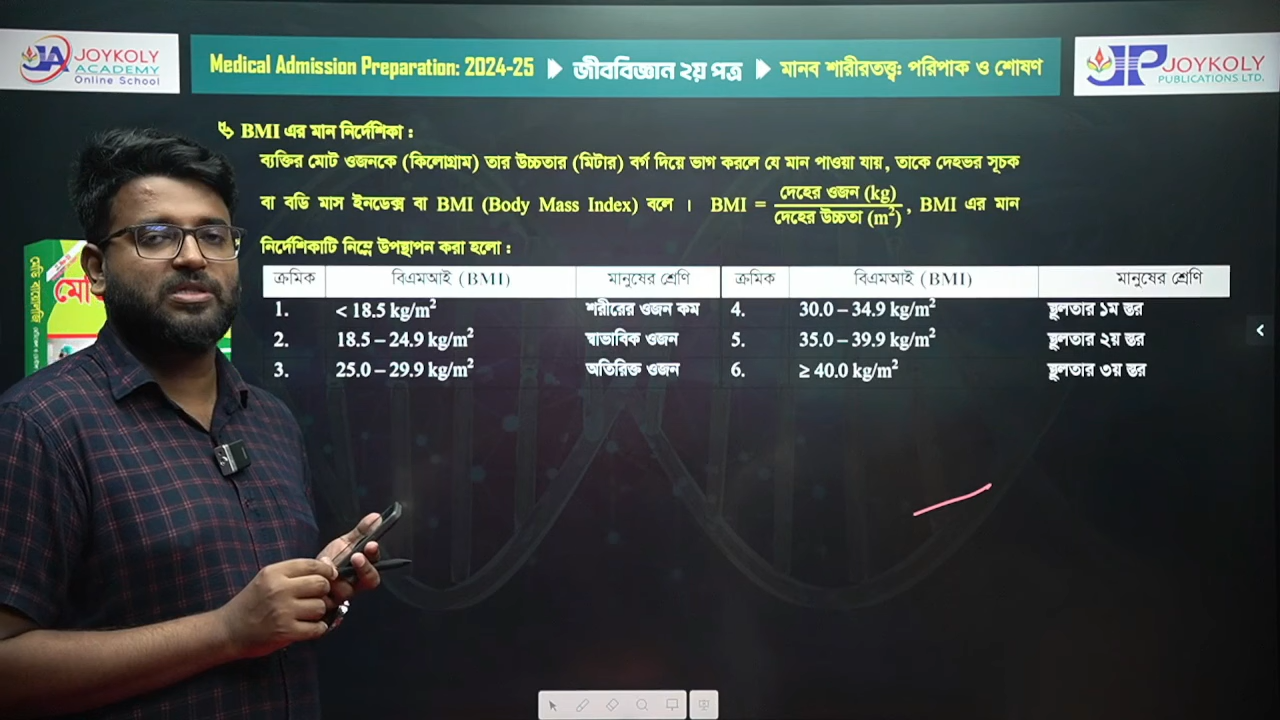 JOYKOLY
ACADEMY
Online School
Medical Admission Preparation: 2024-25 ▶ জীববিজ্ঞান ২য় পত্র ▶ মানব শারীরতত্ত্ব: পরিপাক ও শোষণ
JP JOYKOLY
PUBLICATIONS LTD.
BMI এর মান নির্দেশিকা :
ব্যক্তির মোট ওজনকে (কিলোগ্রাম) তার উচ্চতার (মিটার) বর্গ দিয়ে ভাগ করলে যে মান পাওয়া যায়, তাকে দেহভর সূচক
বা বডি মাস ইনডেক্স বা BMI (Body Mass Index) বলে । BMI = দেহের ওজন (kg) / দেহের উচ্চতা (m²), BMI এর মান
নির্দেশিকাটি নিম্নে উপস্থাপন করা হলো :
ক্রমিক বিএমআই (BMI) মানুষের শ্রেণি ক্রমিক বিএমআই (BMI) মানুষের শ্রেণি
1. < 18.5 kg/m² শরীরের ওজন কম 4. 30.0 – 34.9 kg/m² স্থূলতার ১ম স্তর
2. 18.5 – 24.9 kg/m² স্বাভাবিক ওজন 5. 35.0 – 39.9 kg/m² স্থূলতার ২য় স্তর
3. 25.0 – 29.9 kg/m² অতিরিক্ত ওজন 6. ≥ 40.0 kg/m² স্থূলতার ৩য় স্তর